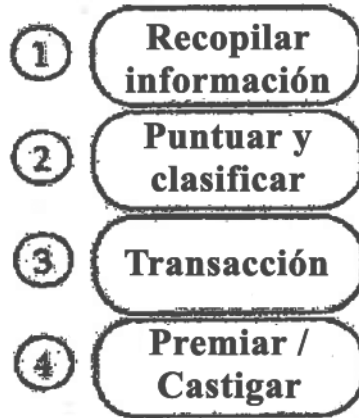 1
Recopilar
información
2
Puntuar y
clasificar
3
Transacción
4
Premiar /
Castigar